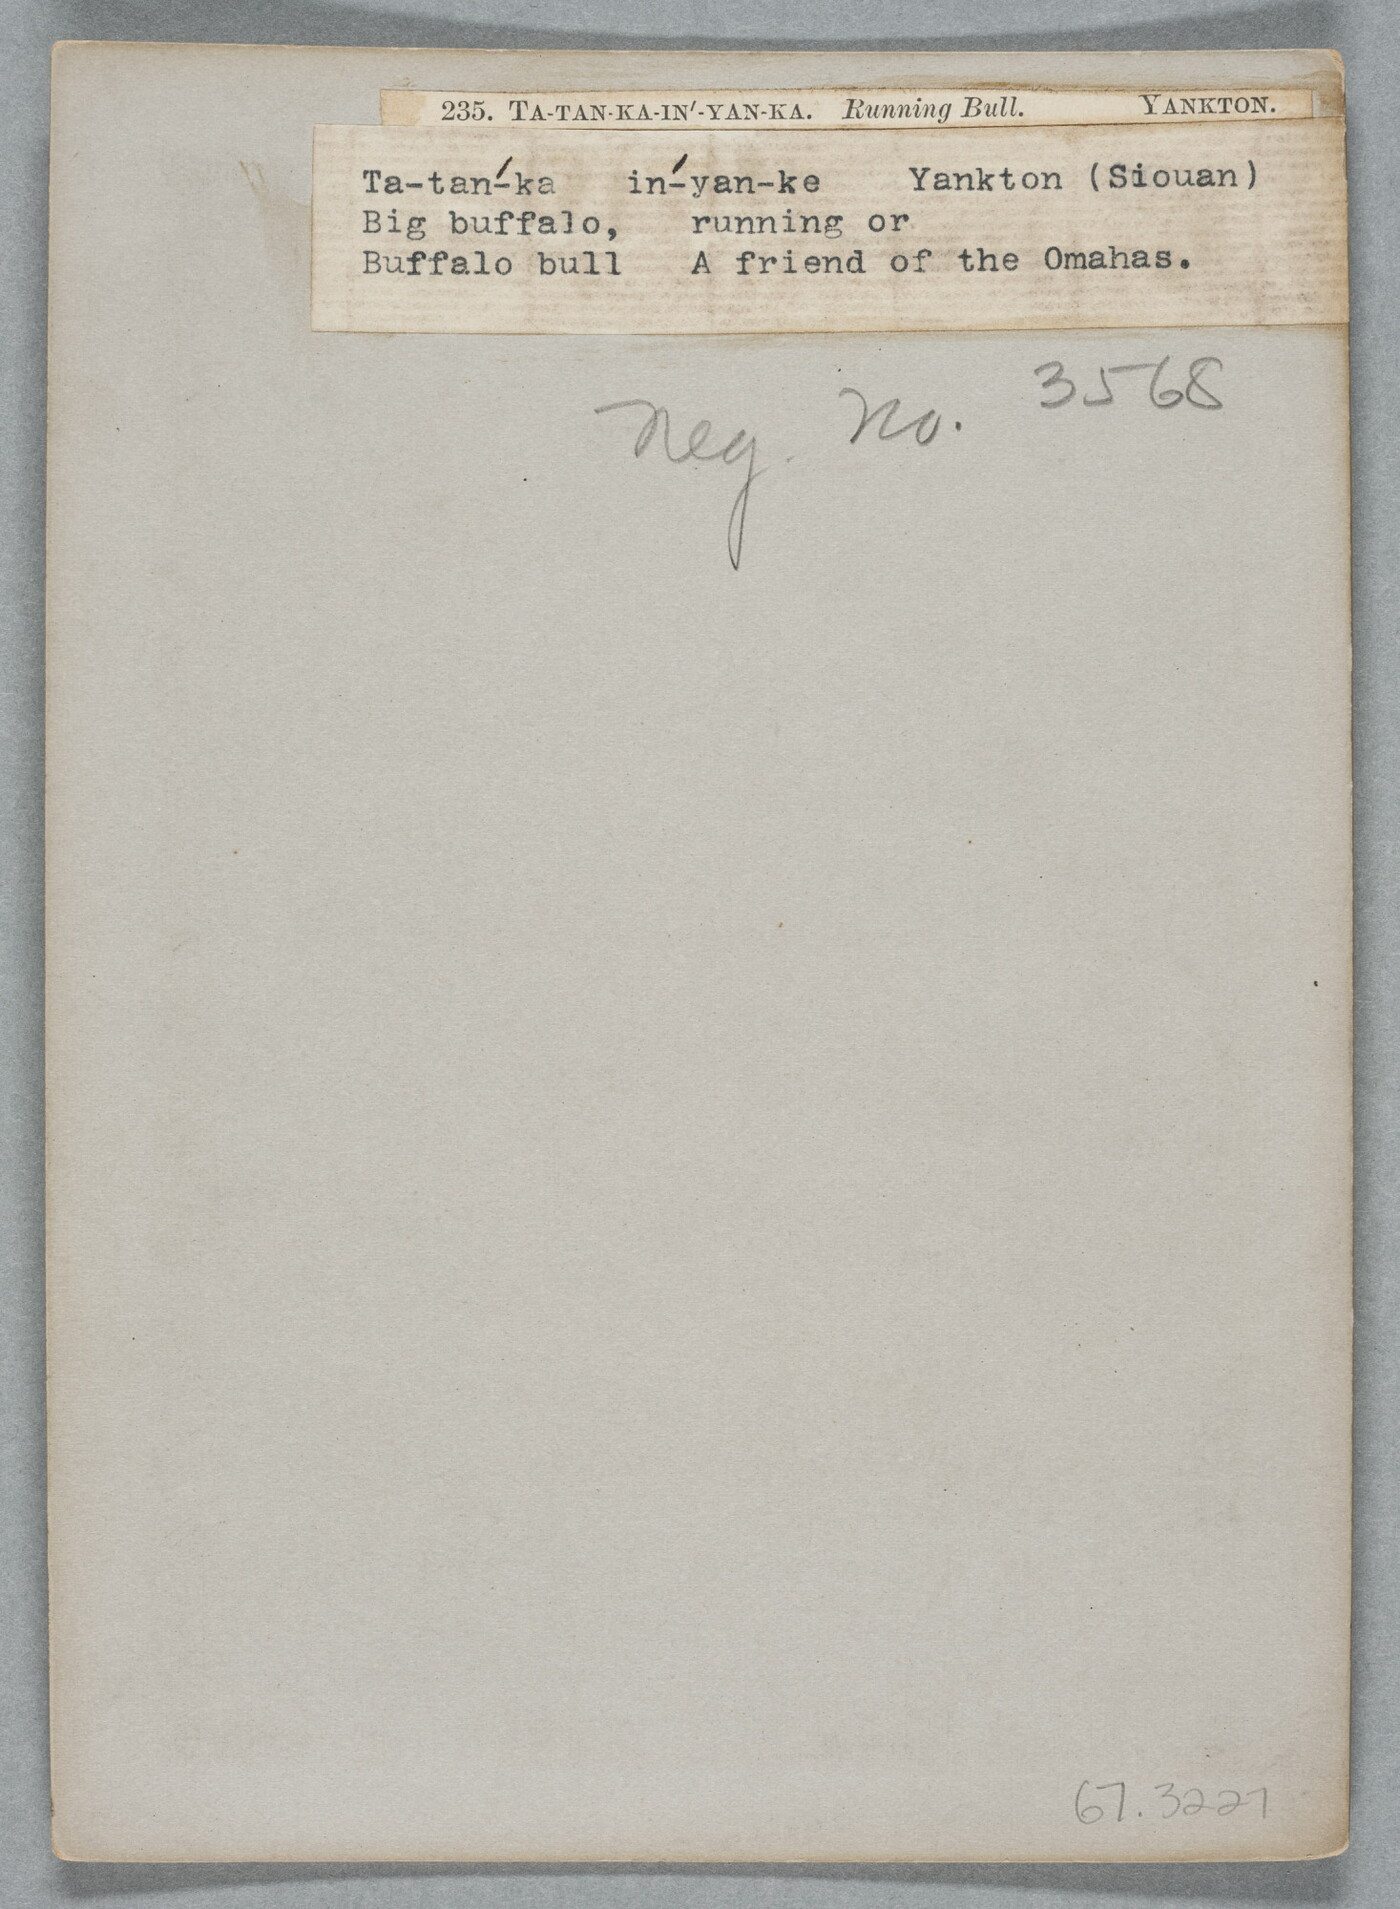 235. TA-TAN-KA-IN'-YAN-KA. Running Bull. YANKTON.
Ta-tan'-ka in'-yan-ke Yankton (Siouan)
Big buffalo, running or
Buffalo bull A friend of the Omahas.
Neg. No. 3568
67.3227